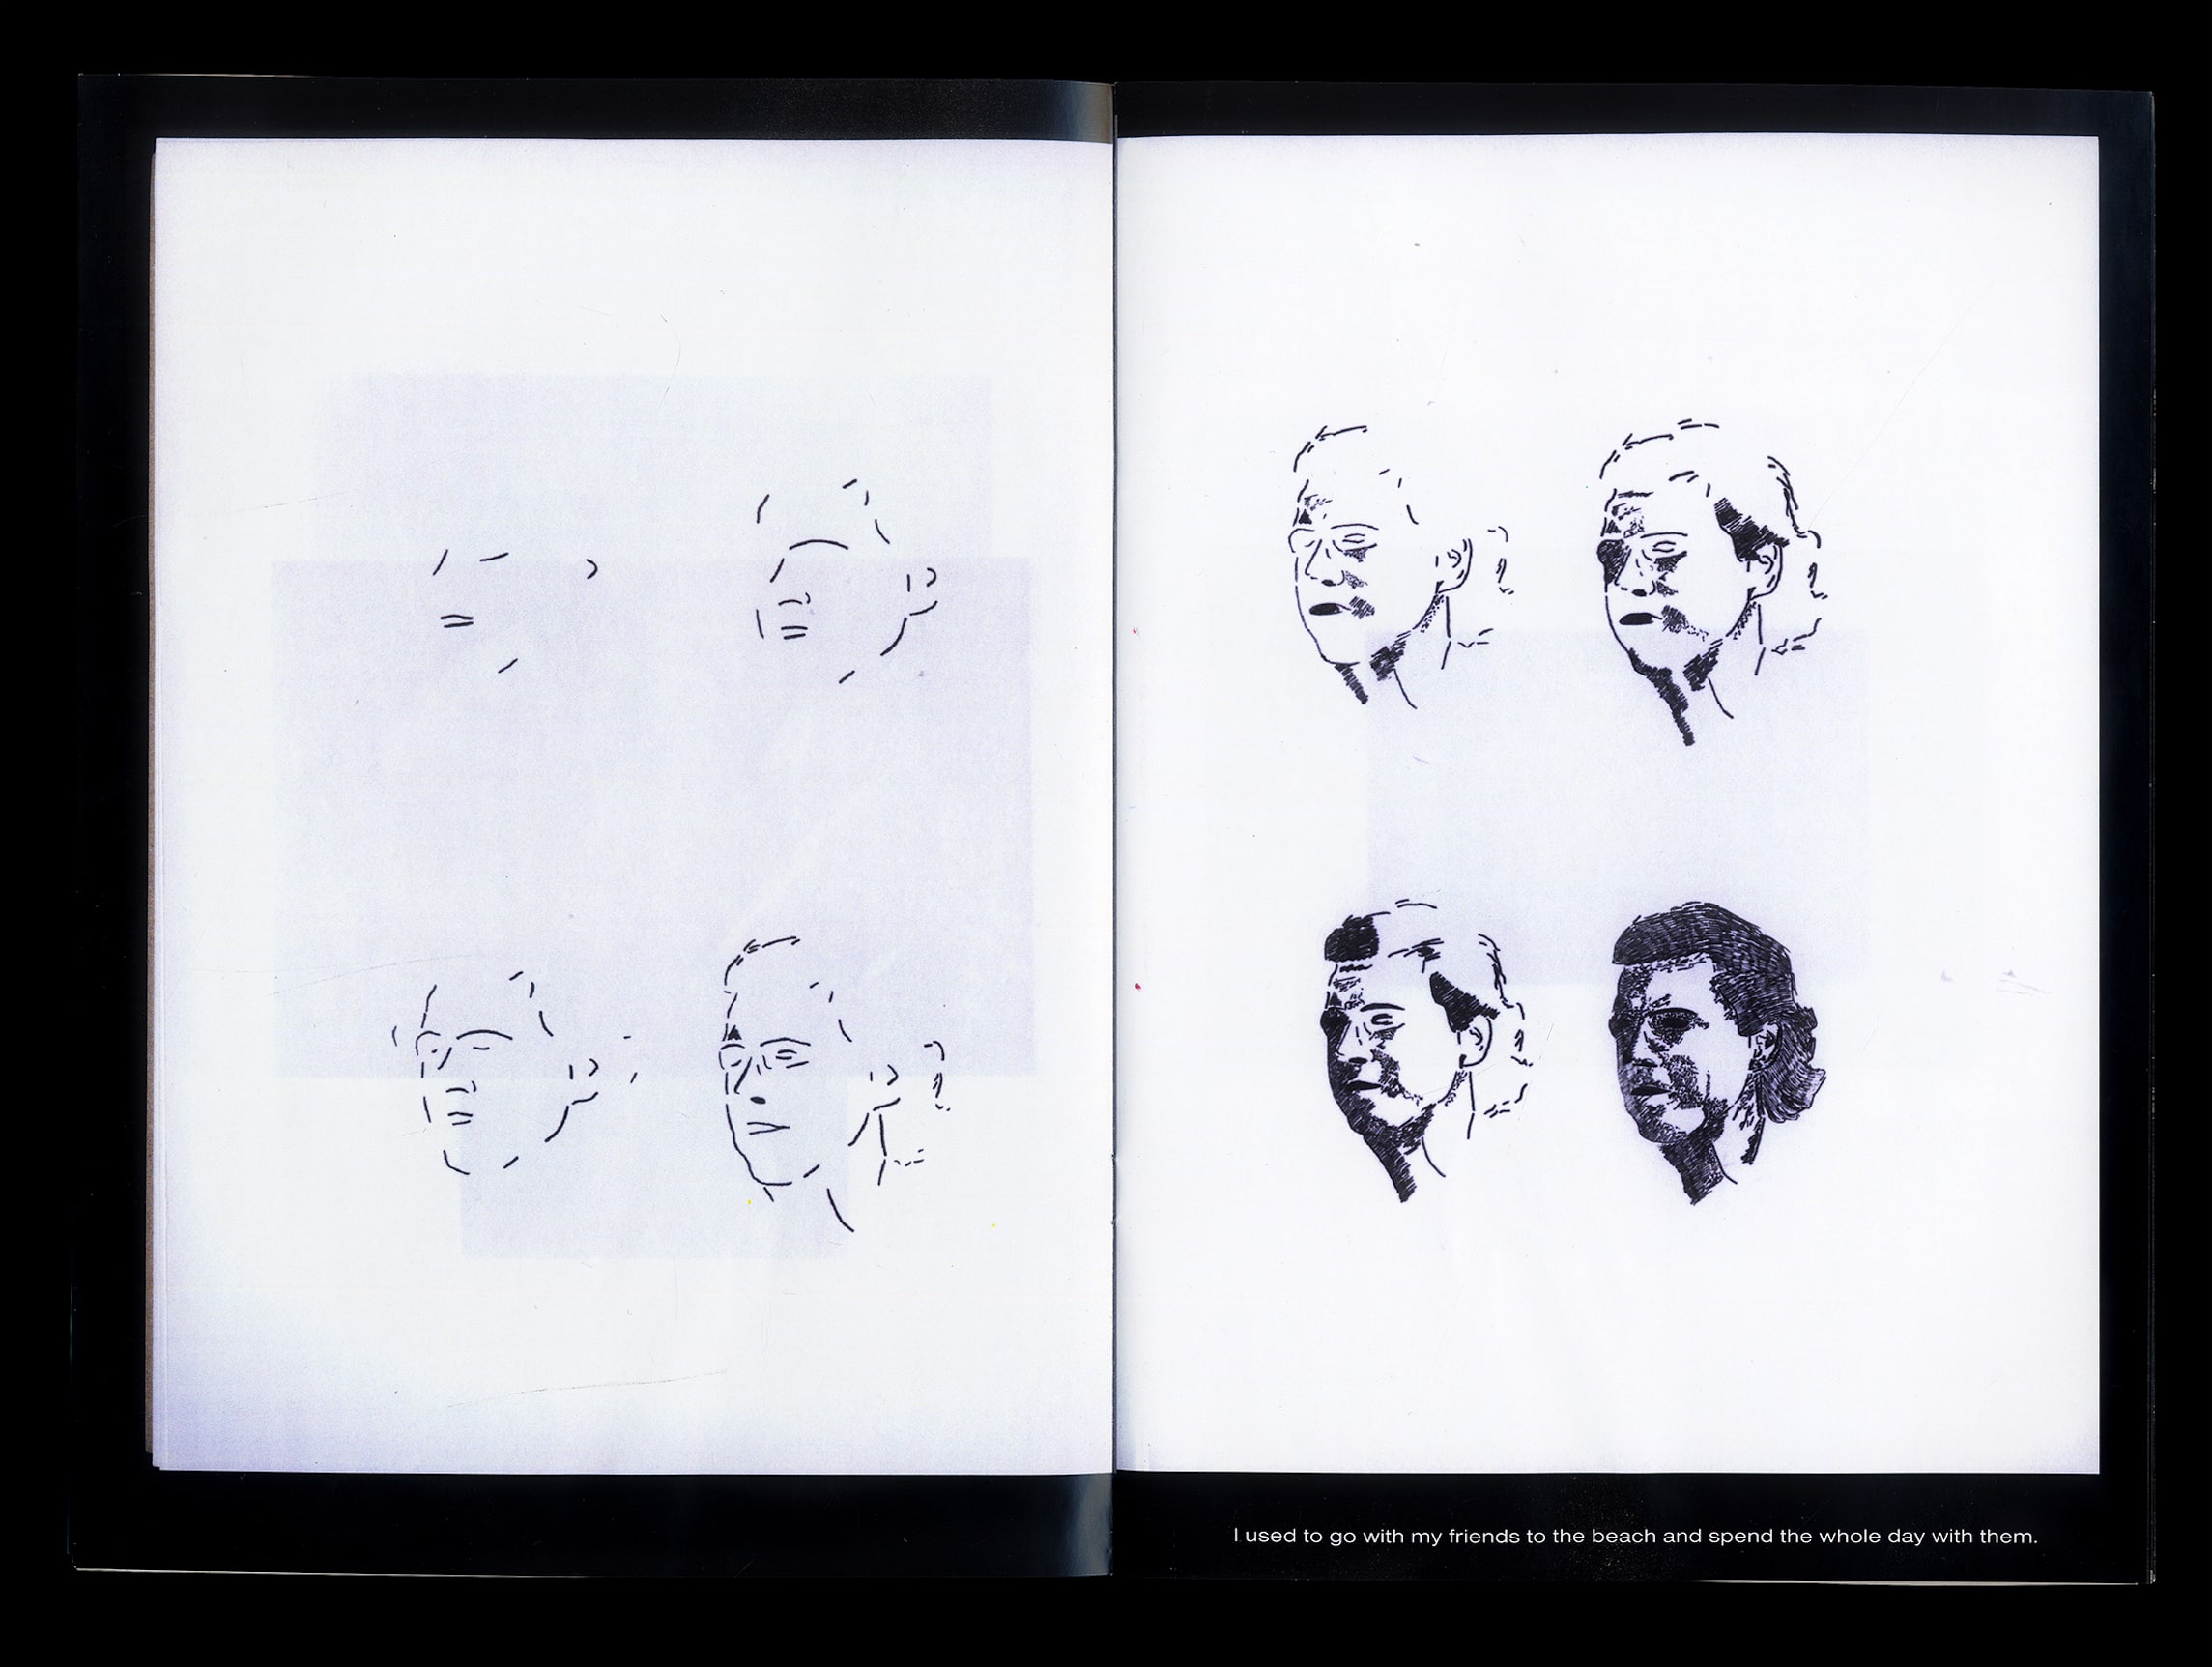 I used to go with my friends to the beach and spend the whole day with them.